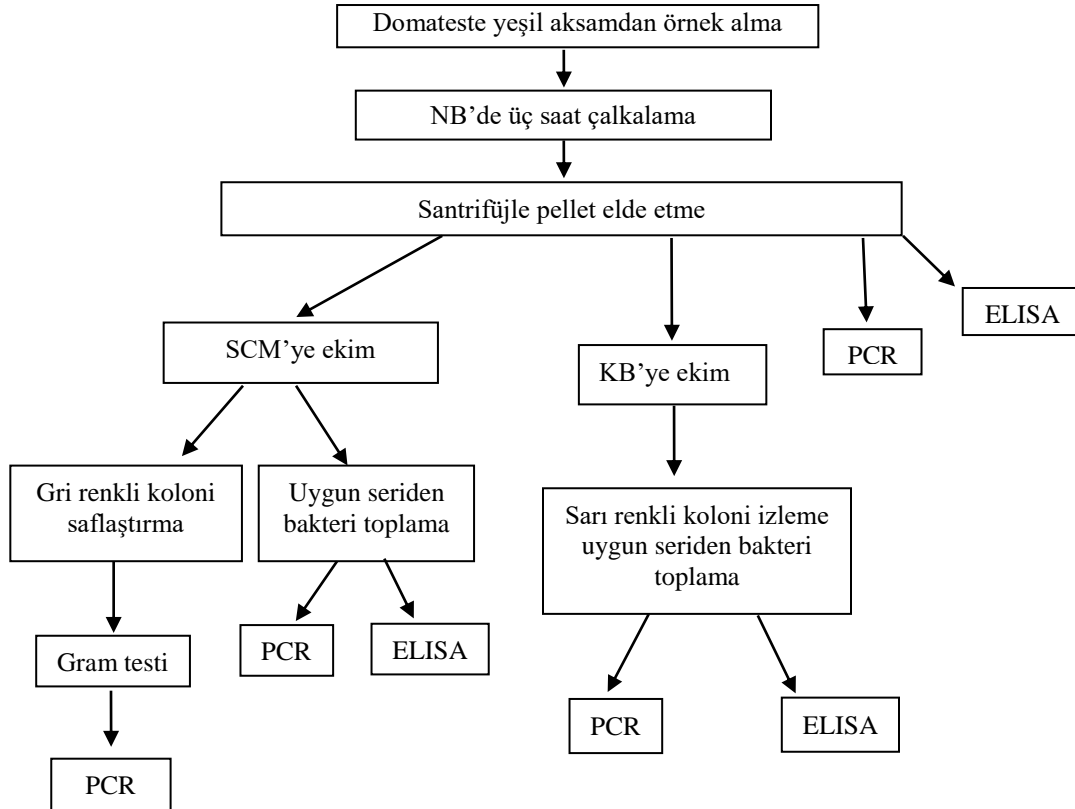 Domateste yeşil aksamdan örnek alma
NB’de üç saat çalkalama
Santrifüjle pellet elde etme
SCM’ye ekim
KB’ye ekim
PCR
ELISA
Gri renkli koloni
saflaştırma
Uygun seriden
bakteri toplama
Sarı renkli koloni izleme
uygun seriden bakteri
toplama
Gram testi
PCR
ELISA
PCR
ELISA
PCR